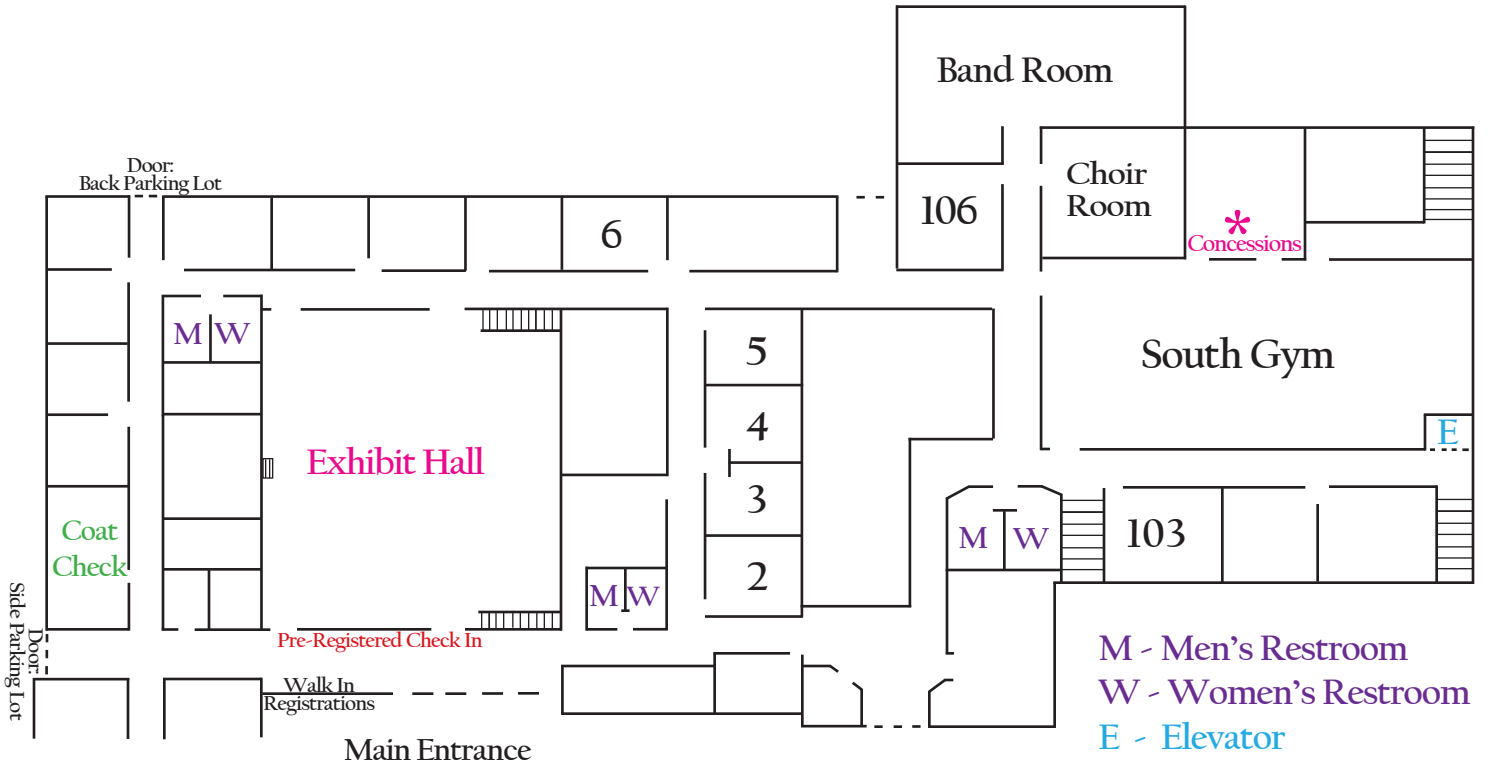 Band Room
Door:
Back Parking Lot
Choir
Room
106
6
*
Concessions
M W
5
South Gym
4
E
Exhibit Hall
3
Coat
Check
103
M W
2
M W
Door:
Side Parking Lot
Pre-Registered Check In
Walk In
Registrations
Main Entrance
M - Men's Restroom
W - Women's Restroom
E - Elevator